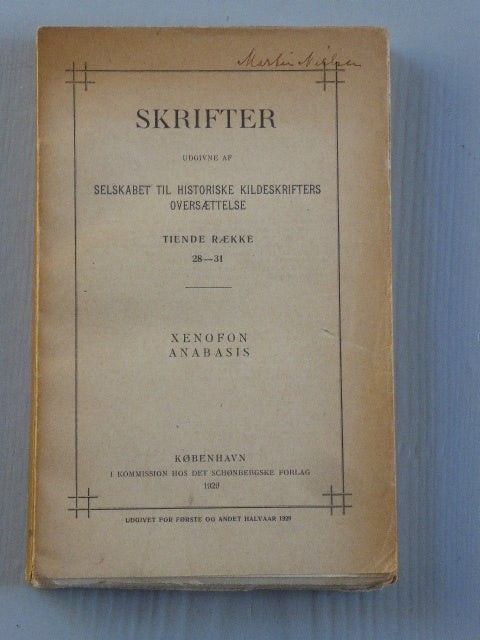 Martin Nielsen
SKRIFTER
UDGIVNE AF
SELSKABET TIL HISTORISKE KILDESKRIFTERS
OVERSÆTTELSE
TIENDE RÆKKE
28—31
XENOFON
ANABASIS
KØBENHAVN
I KOMMISSION HOS DET SCHØNBERGSKE FORLAG
1929
UDGIVET FOR FØRSTE OG ANDET HALVAAR 1929